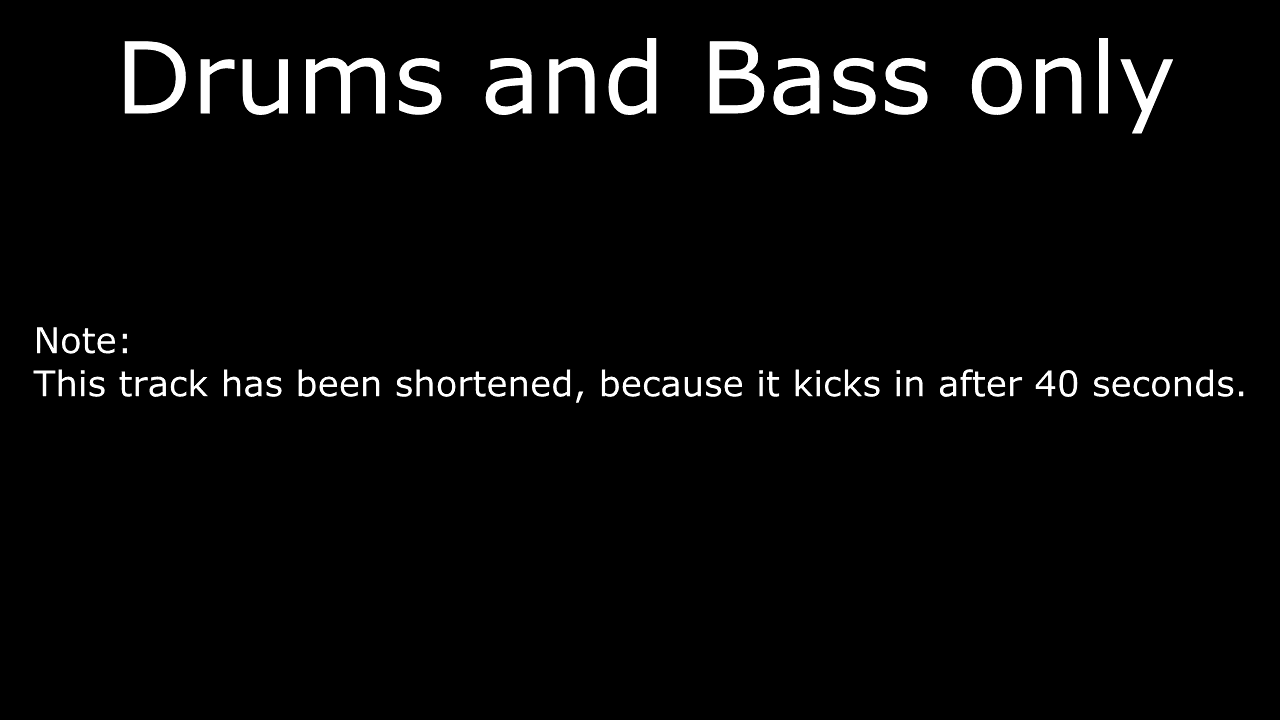 Drums and Bass only
Note:
This track has been shortened, because it kicks in after 40 seconds.